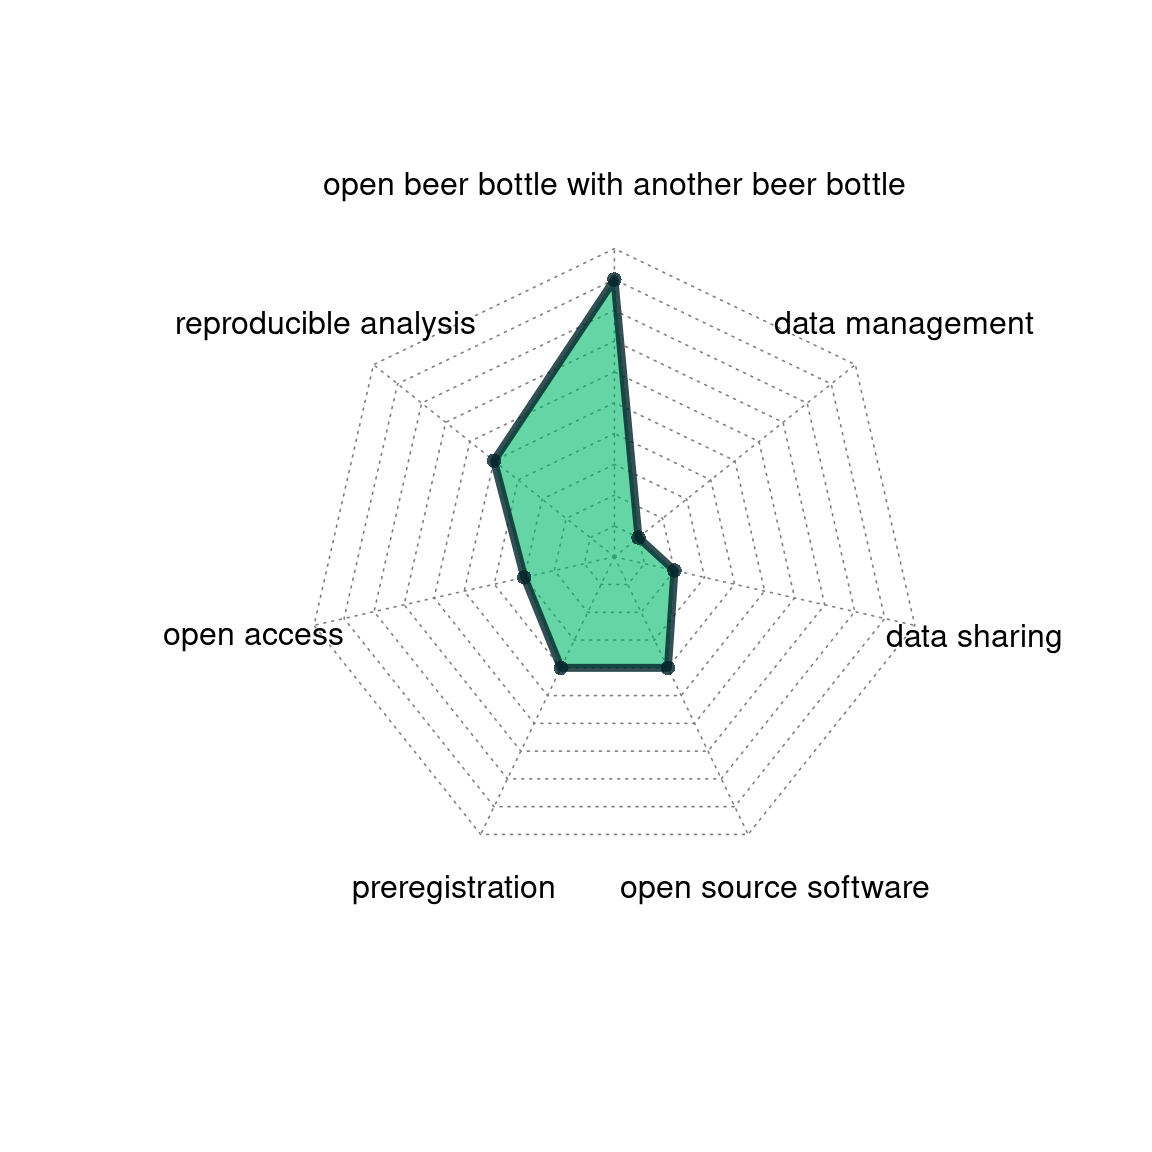 open beer bottle with another beer bottle
reproducible analysis
data management
open access
data sharing
preregistration
open source software